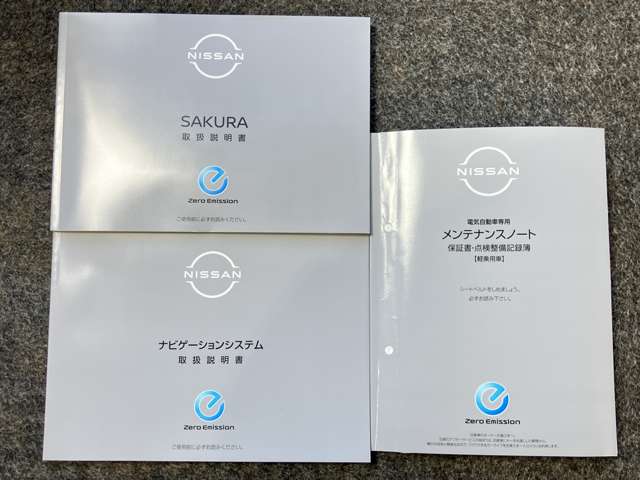 NISSAN
SAKURA
取扱説明書
Zero Emission
ご使用前に必ずお読みください。
NISSAN
ナビゲーションシステム
取扱説明書
Zero Emission
ご使用前に必ずお読みください。
NISSAN
電気自動車専用
メンテナンスノート
保証書・点検整備記録簿
【軽乗用車】
シートベルトをしめましょう。
必ずお読み下さい。
Zero Emission